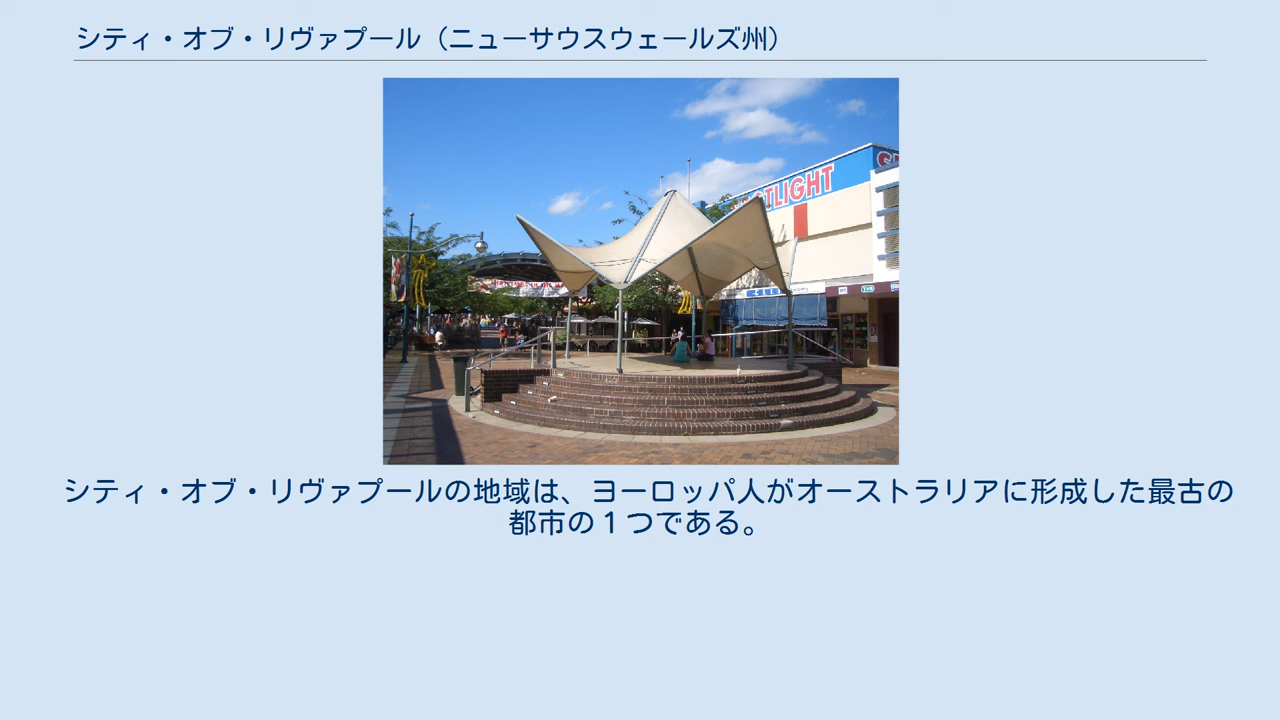 シティ・オブ・リヴァプール（ニューサウスウェールズ州）
TLIGHT
シティ・オブ・リヴァプールの地域は、ヨーロッパ人がオーストラリアに形成した最古の
都市の１つである。